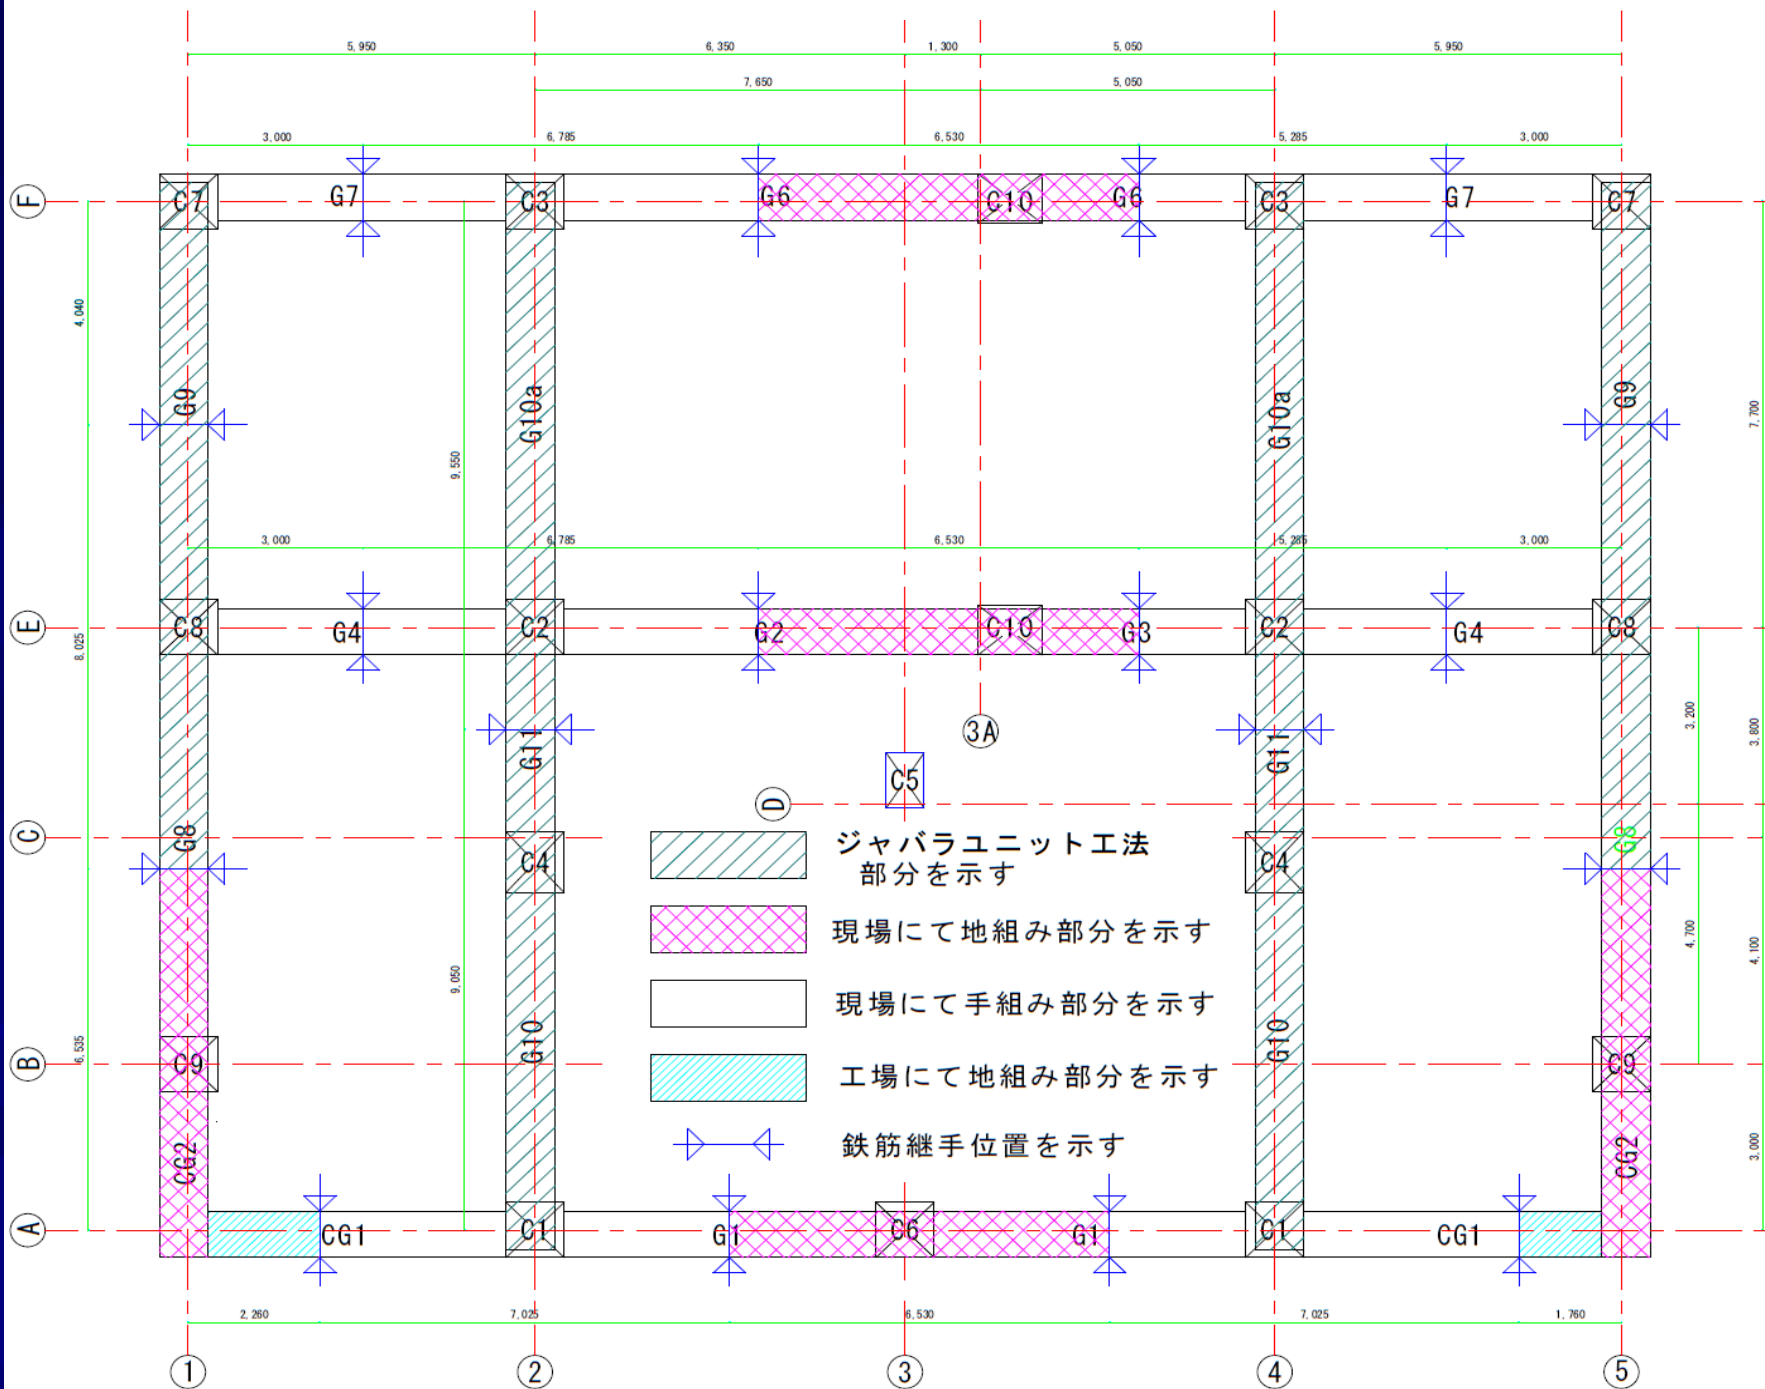 5,950 6,350 1,300 5,050 5,950
7,650 5,050
3,000 6,785 6,530 5,285 3,000
F C7 G7 C3 G6 C10 G6 C3 G7 C7
4,040
G9 G10a G10a G9
7,700
9,550
3,000 6,785 6,530 5,285 3,000
E C8 G4 C2 G2 C10 G3 C2 G4 C8
8,025
3,200
3,800
3A
G11 G11
C5
D
C G8 C4 C4 G8
ジャバラユニット工法
部分を示す
現場にて地組み部分を示す
4,700
4,100
9,050
現場にて手組み部分を示す
G10 G10
6,535
B C9 C9
工場にて地組み部分を示す
鉄筋継手位置を示す
CG2 CG2
3,000
A CG1 C1 G1 C6 G1 C1 CG1
2,260 7,025 6,530 7,025 1,760
1 2 3 4 5